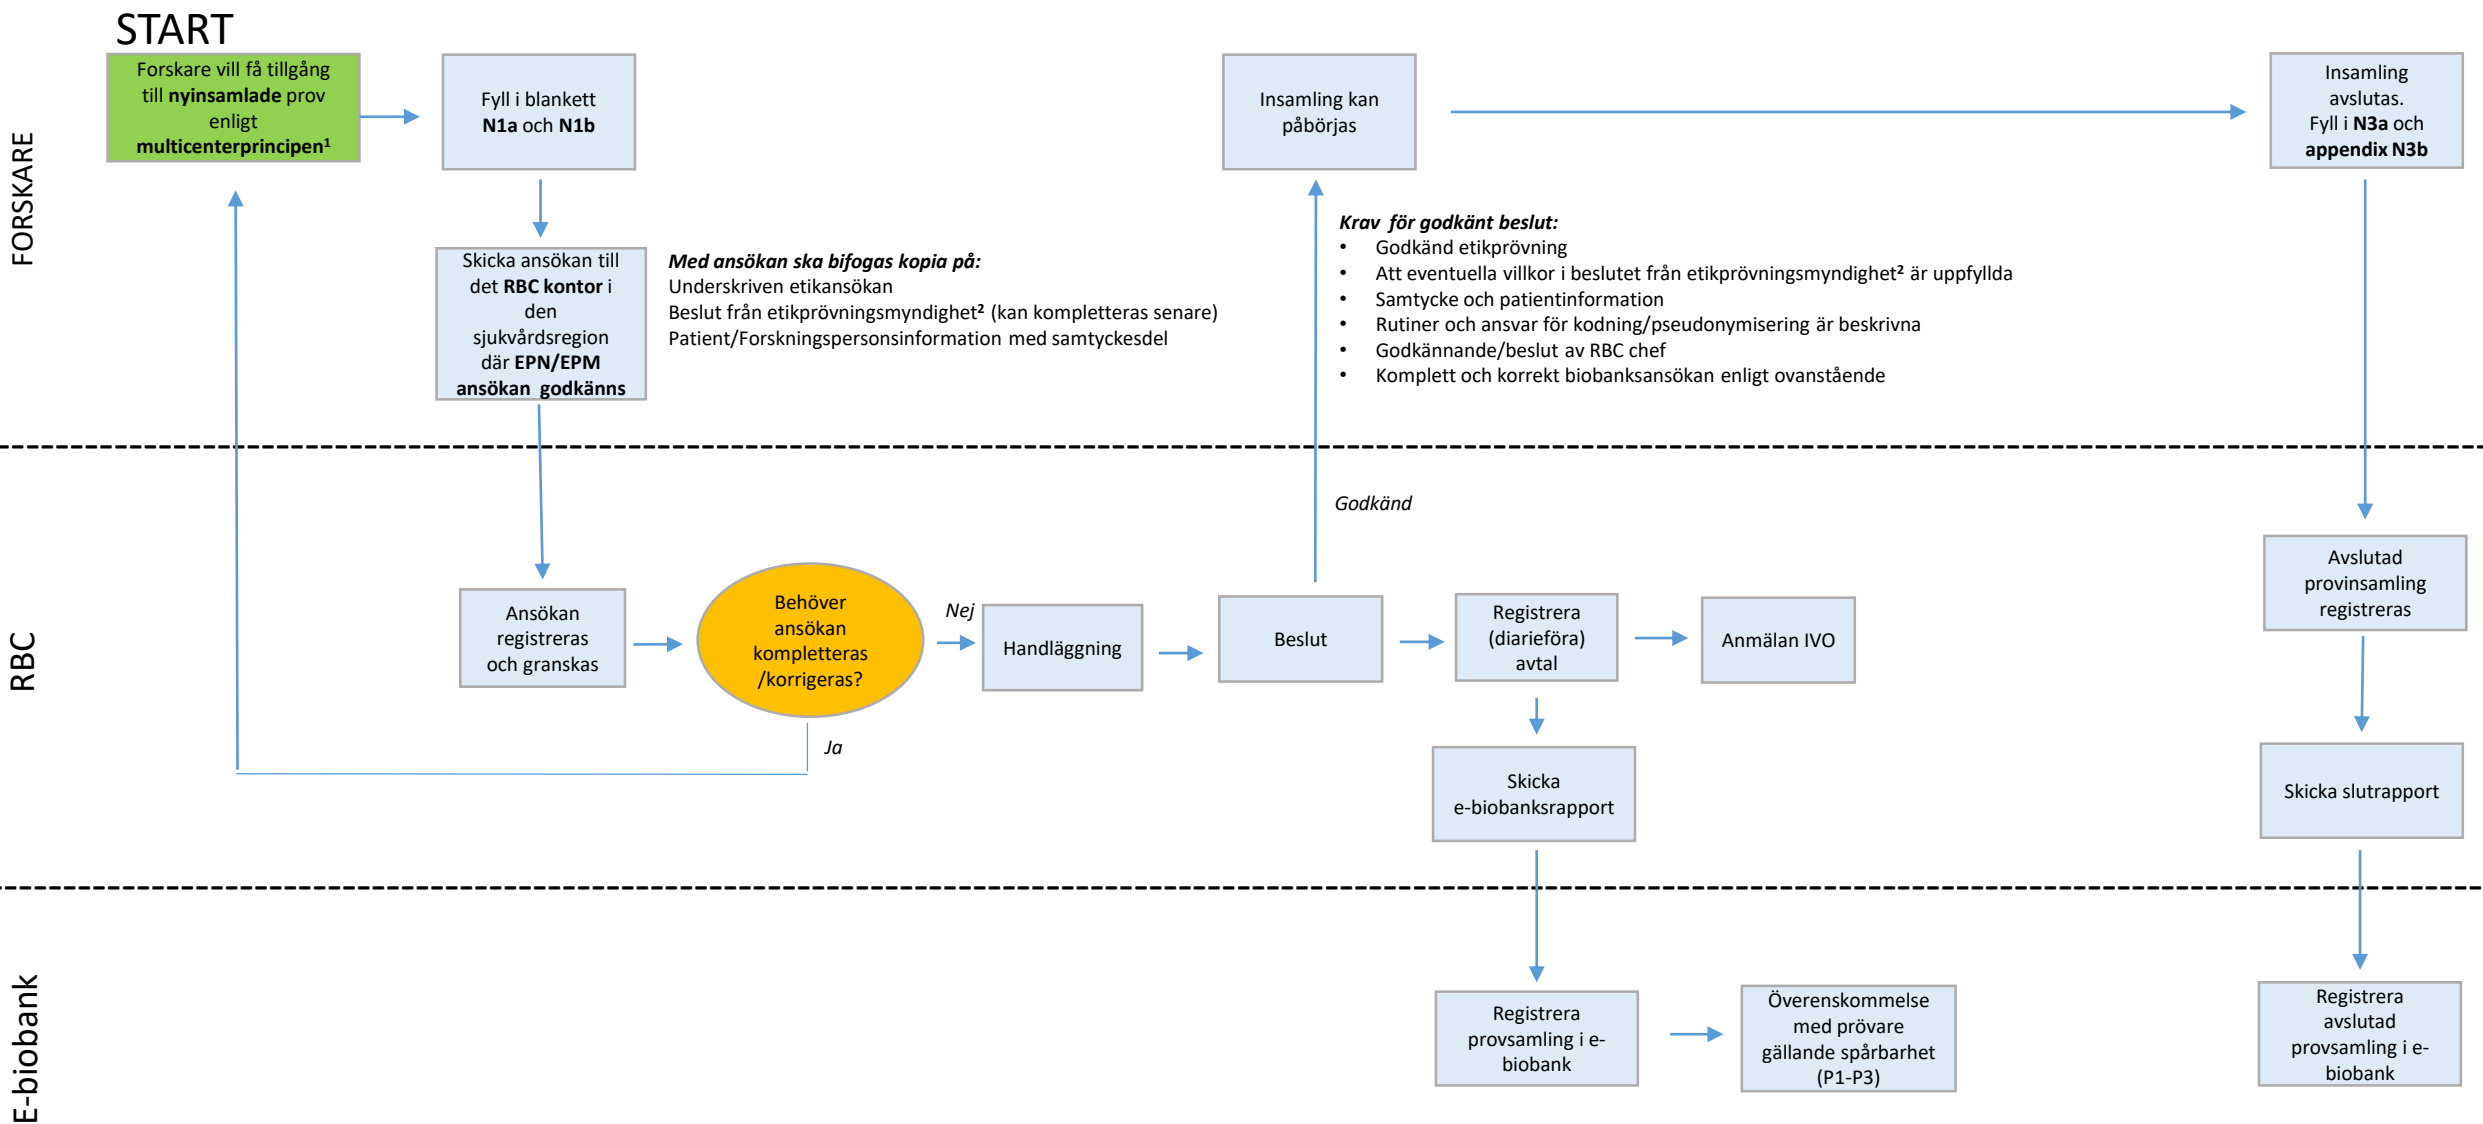 START
FORSKARE
Forskare vill få tillgång
till nyinsamlade prov
enligt
multicenterprincipen¹
Fyll i blankett
N1a och N1b
Insamling kan
påbörjas
Insamling
avslutas.
Fyll i N3a och
appendix N3b
Skicka ansökan till
det RBC kontor i
den
sjukvårdsregion
där EPN/EPM
ansökan godkänns
Med ansökan ska bifogas kopia på:
Underskriven etikansökan
Beslut från etikprövningsmyndighet² (kan kompletteras senare)
Patient/Forskningspersonsinformation med samtyckesdel
Krav för godkänt beslut:
• Godkänd etikprövning
• Att eventuella villkor i beslutet från etikprövningsmyndighet² är uppfyllda
• Samtycke och patientinformation
• Rutiner och ansvar för kodning/pseudonymisering är beskrivna
• Godkännande/beslut av RBC chef
• Komplett och korrekt biobanksansökan enligt ovanstående
RBC
Godkänd
Ansökan
registreras
och granskas
Behöver
ansökan
kompletteras
/korrigeras?
Nej
Ja
Handläggning
Beslut
Registrera
(diarieföra)
avtal
Anmälan IVO
Avslutad
provinsamling
registreras
Skicka
e-biobanksrapport
Skicka slutrapport
E-biobank
Registrera
provsamling i e-
biobank
Överenskommelse
med prövare
gällande spårbarhet
(P1-P3)
Registrera
avslutad
provsamling i e-
biobank